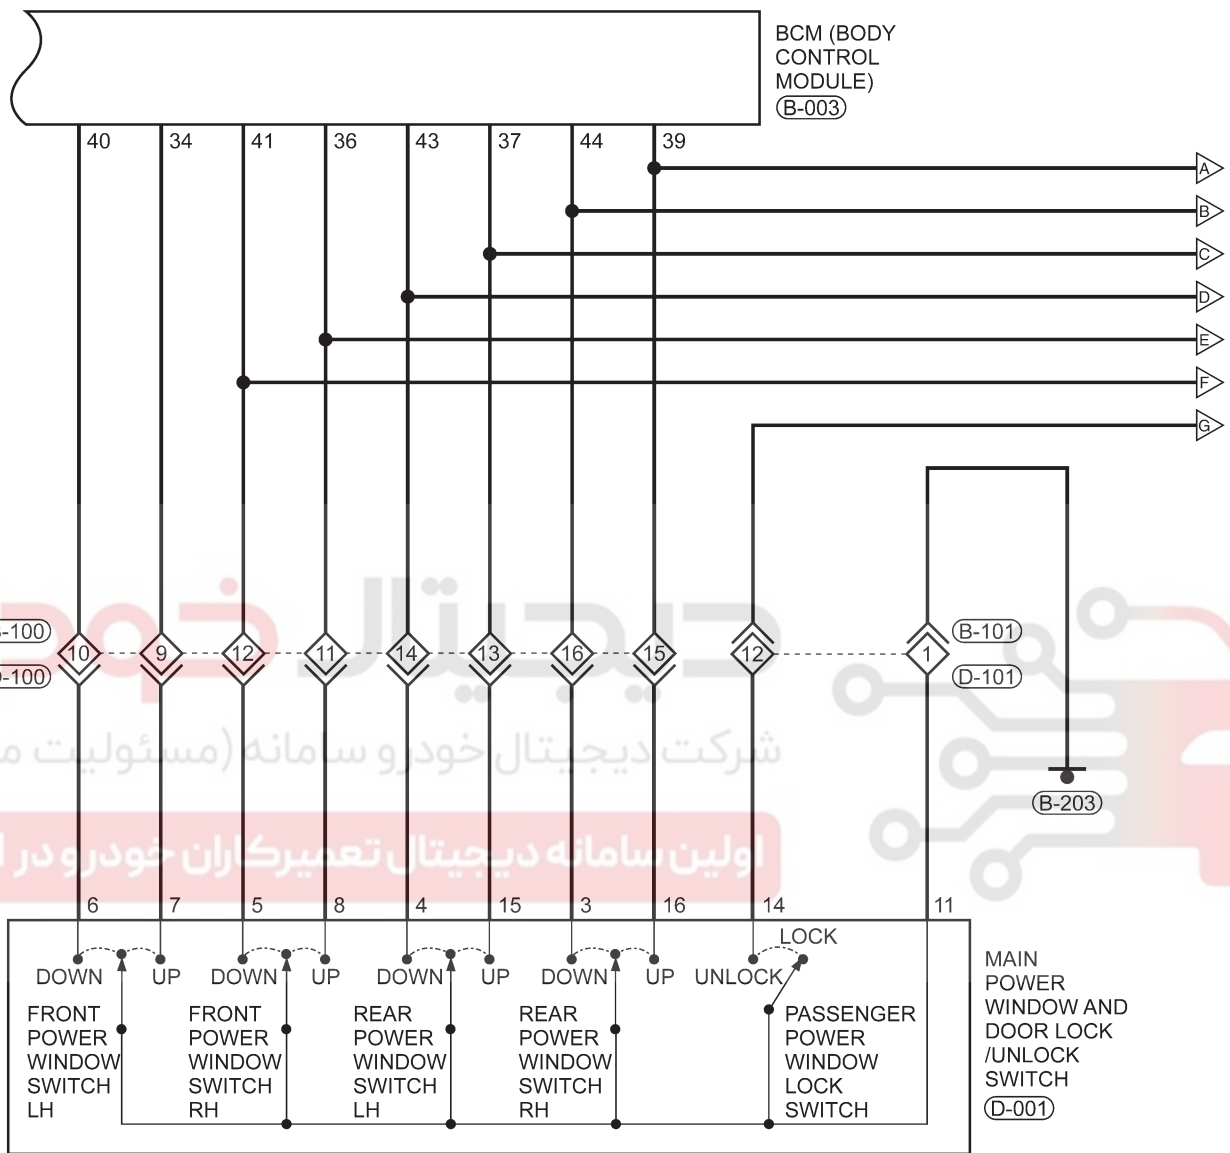 BCM (BODY
CONTROL
MODULE)
B-003
40 34 41 36 43 37 44 39
A
B
C
D
E
F
G
-100
10 9 12 11 14 13 16 15 12 1
B-101
-100
D-101
دیجیتال خودرو
شرکت دیجیتال خودرو سامانه (مسئولیت
B-203
اولین سامانه دیجیتال تعمیرکاران خودرو در
6 7 5 8 4 15 3 16 14 11
LOCK
DOWN UP DOWN UP DOWN UP DOWN UP UNLOCK
FRONT
POWER
WINDOW
SWITCH
LH
FRONT
POWER
WINDOW
SWITCH
RH
REAR
POWER
WINDOW
SWITCH
LH
REAR
POWER
WINDOW
SWITCH
RH
PASSENGER
POWER
WINDOW
LOCK
SWITCH
MAIN
POWER
WINDOW AND
DOOR LOCK
/UNLOCK
SWITCH
D-001